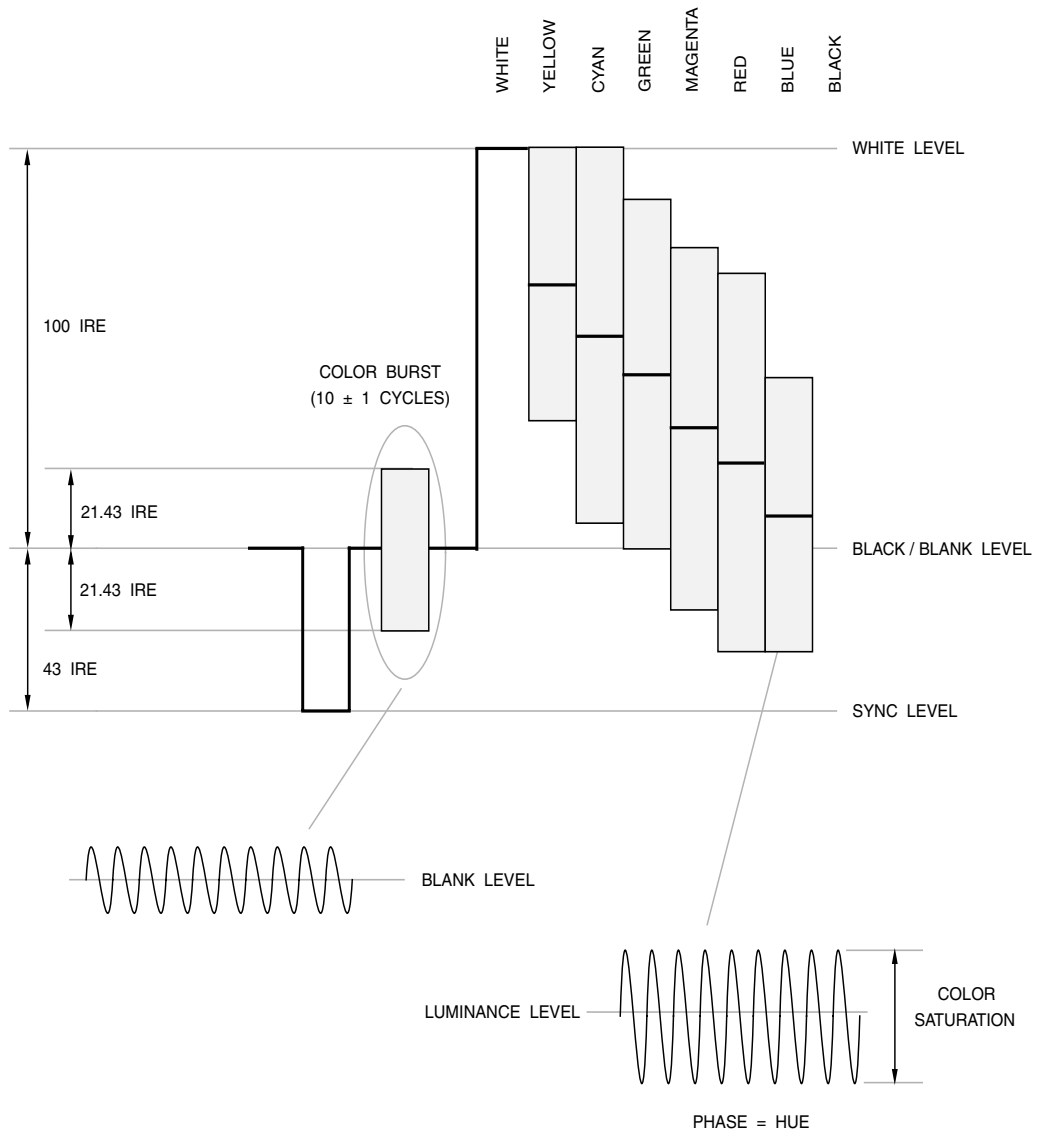 WHITE
YELLOW
CYAN
GREEN
MAGENTA
RED
BLUE
BLACK
WHITE LEVEL
100 IRE
COLOR BURST
(10 ± 1 CYCLES)
21.43 IRE
BLACK / BLANK LEVEL
21.43 IRE
43 IRE
SYNC LEVEL
BLANK LEVEL
LUMINANCE LEVEL
COLOR
SATURATION
PHASE = HUE